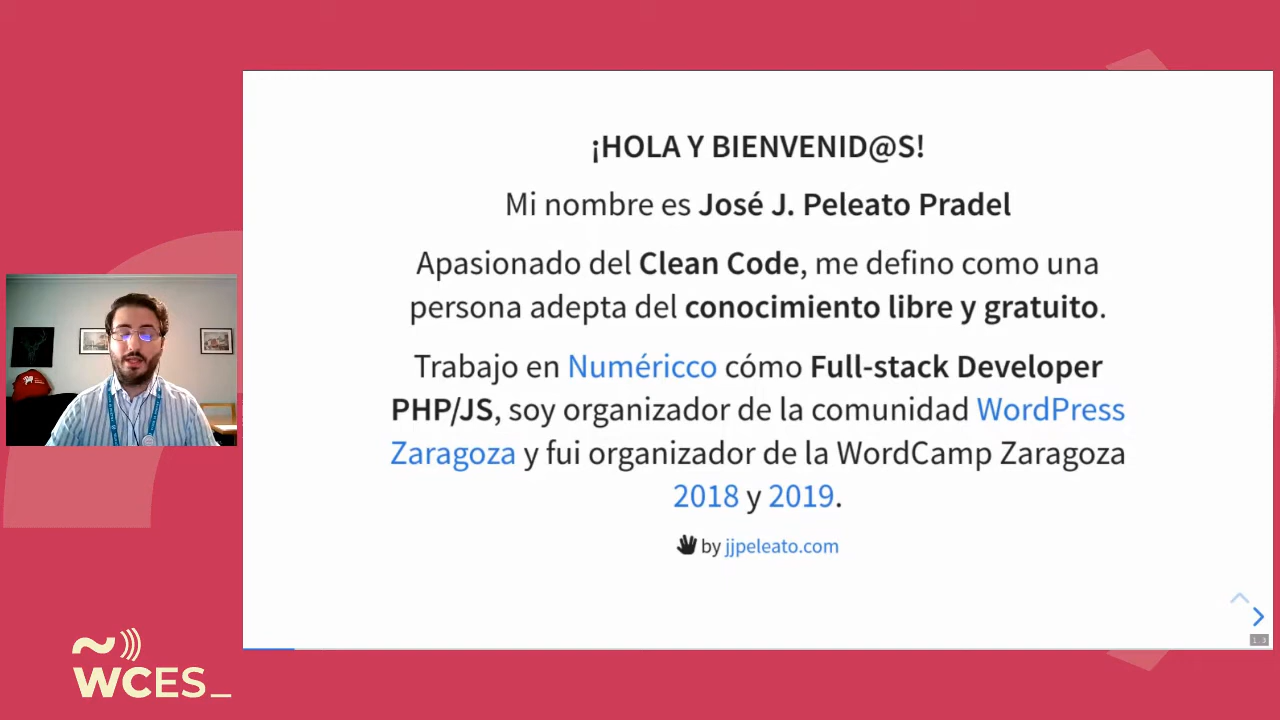 ¡HOLA Y BIENVENID@S!
Mi nombre es José J. Peleato Pradel
Apasionado del Clean Code, me defino como una
persona adepta del conocimiento libre y gratuito.
Trabajo en Numéricco cómo Full-stack Developer
PHP/JS, soy organizador de la comunidad WordPress
Zaragoza y fui organizador de la WordCamp Zaragoza
2018 y 2019.
by jjpeleato.com
WCES_